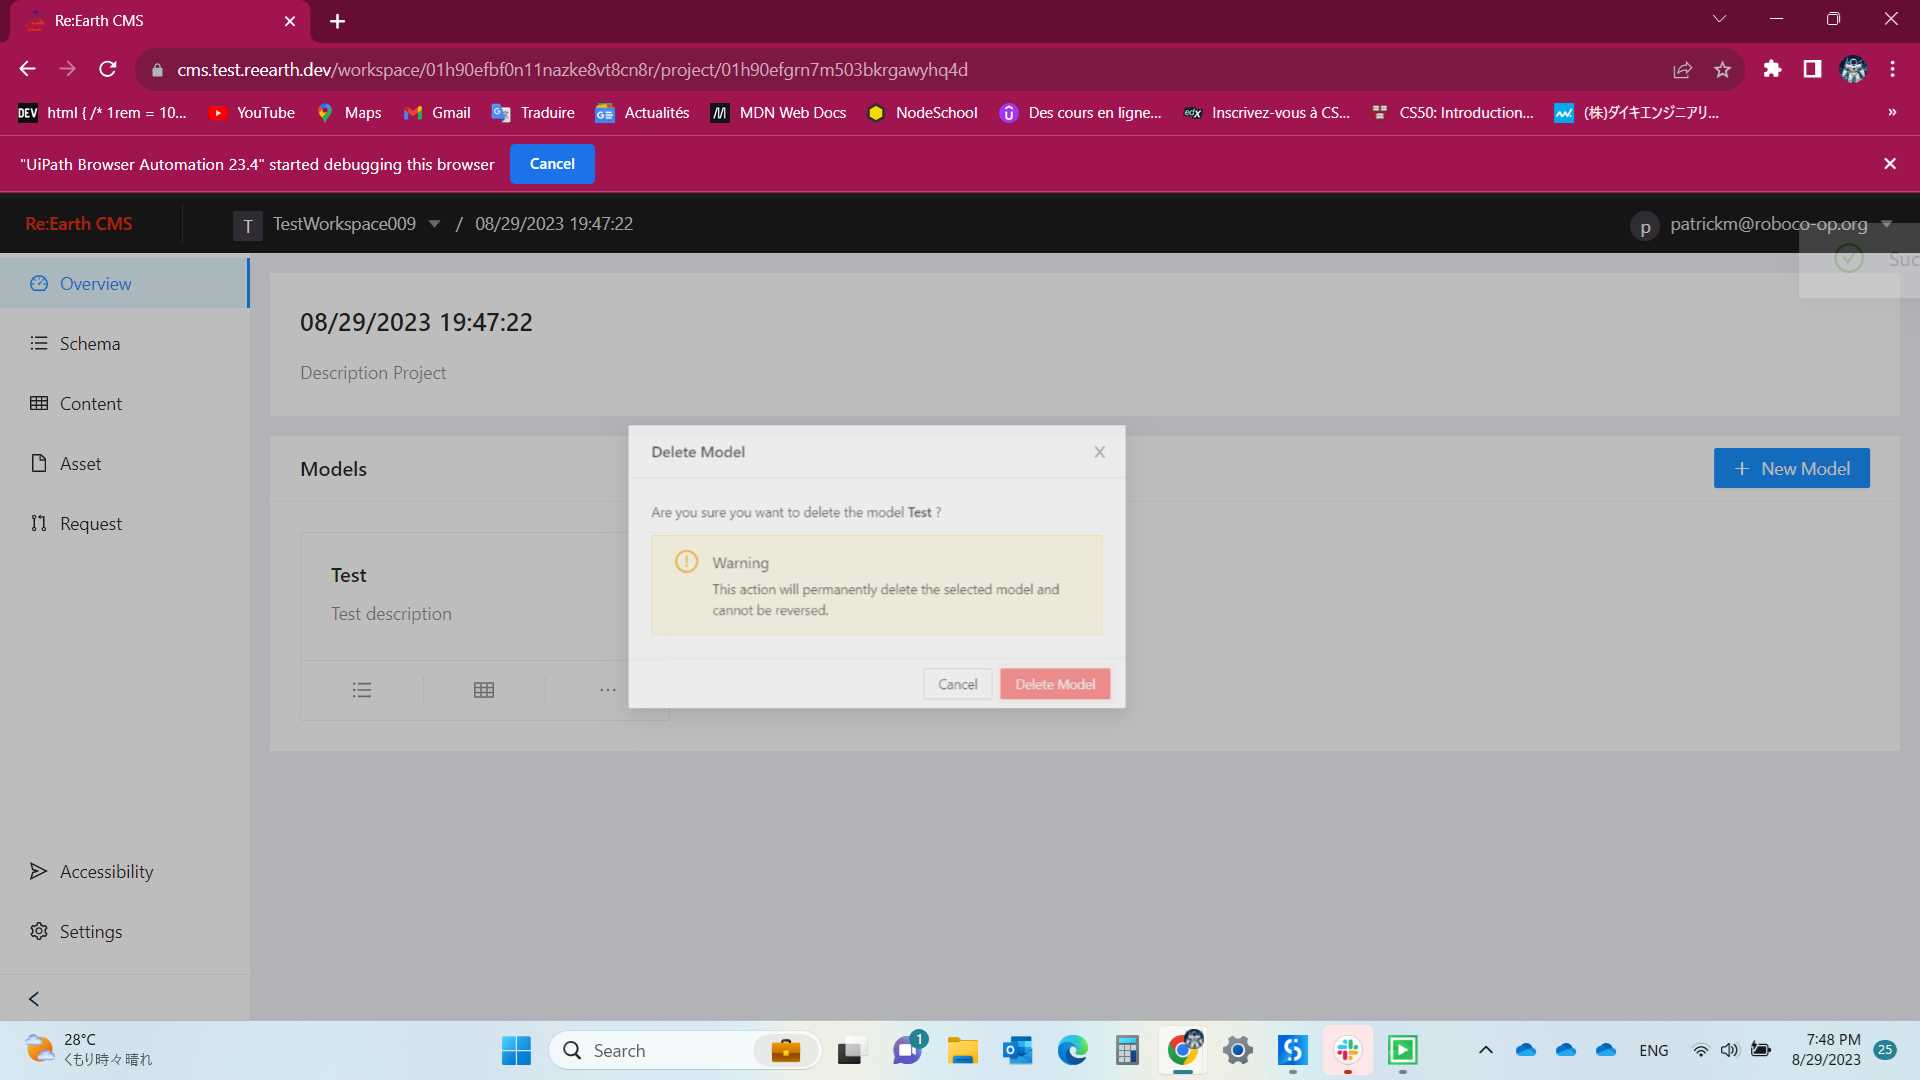 Re:Earth CMS
cms.test.reearth.dev/workspace/01h90efbf0n11nazke8vt8cn8r/project/01h90efgrn7m503bkrgawyhq4d
DEV html { /* 1rem = 10... YouTube Maps Gmail Traduire Actualités MDN Web Docs NodeSchool Des cours en ligne... edX Inscrivez-vous à CS... CS50: Introduction... (株)ダイキエンジニアリ... »
"UiPath Browser Automation 23.4" started debugging this browser Cancel
Re:Earth CMS T TestWorkspace009 / 08/29/2023 19:47:22 p patrickm@roboco-op.org
Suc
Overview
Schema
Content
Asset
Request
Accessibility
Settings
08/29/2023 19:47:22
Description Project
Models
New Model
Test
Test description
Delete Model
Are you sure you want to delete the model Test ?
Warning
This action will permanently delete the selected model and
cannot be reversed.
Cancel Delete Model
28°C
くもり時々晴れ
Search
1
ENG
7:48 PM
8/29/2023
25